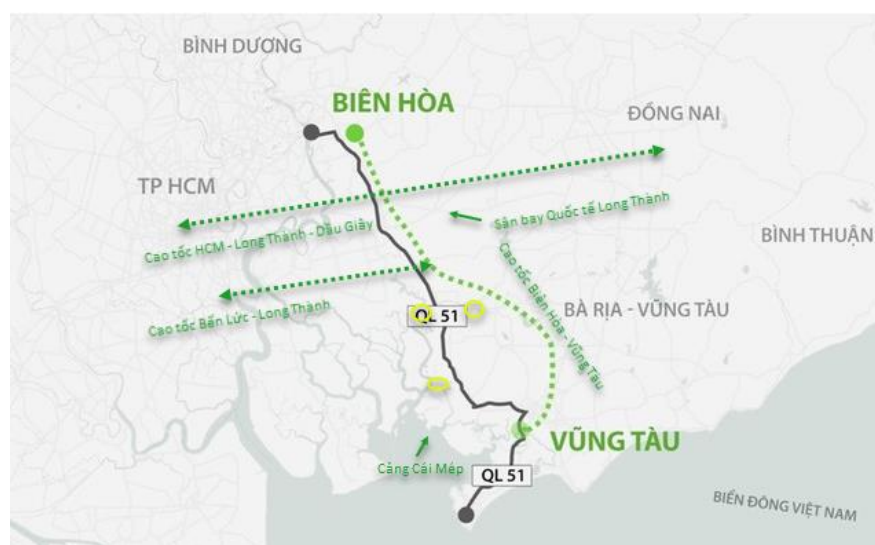 BÌNH DƯƠNG
BIÊN HÒA
ĐỒNG NAI
TP HCM
Sân bay Quốc tế Long Thành
Cao tốc HCM - Long Thành - Dầu Giây
BÌNH THUẬN
Cao tốc Biên Hòa - Vũng Tàu
Cao tốc Bến Lức - Long Thành
BÀ RỊA - VŨNG TÀU
QL 51
VŨNG TÀU
Cảng Cái Mép
QL 51
BIỂN ĐÔNG VIỆT NAM